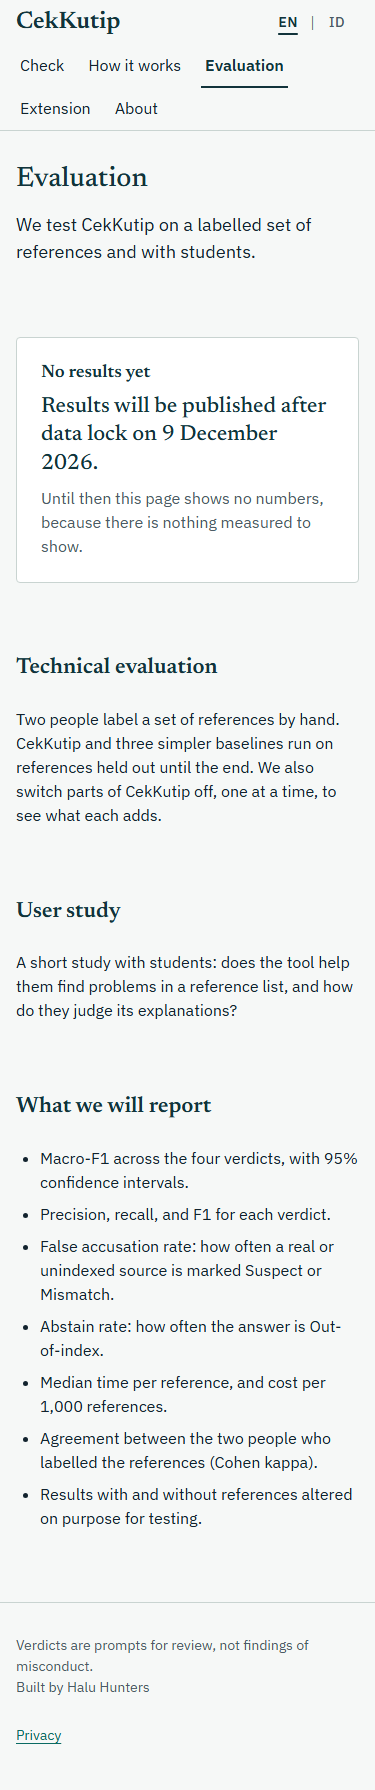 CekKutip
EN | ID
Check How it works Evaluation
Extension About
Evaluation
We test CekKutip on a labelled set of
references and with students.
No results yet
Results will be published after
data lock on 9 December
2026.
Until then this page shows no numbers,
because there is nothing measured to
show.
Technical evaluation
Two people label a set of references by hand.
CekKutip and three simpler baselines run on
references held out until the end. We also
switch parts of CekKutip off, one at a time, to
see what each adds.
User study
A short study with students: does the tool help
them find problems in a reference list, and how
do they judge its explanations?
What we will report
• Macro-F1 across the four verdicts, with 95%
confidence intervals.
• Precision, recall, and F1 for each verdict.
• False accusation rate: how often a real or
unindexed source is marked Suspect or
Mismatch.
• Abstain rate: how often the answer is Out-
of-index.
• Median time per reference, and cost per
1,000 references.
• Agreement between the two people who
labelled the references (Cohen kappa).
• Results with and without references altered
on purpose for testing.
Verdicts are prompts for review, not findings of
misconduct.
Built by Halu Hunters
Privacy